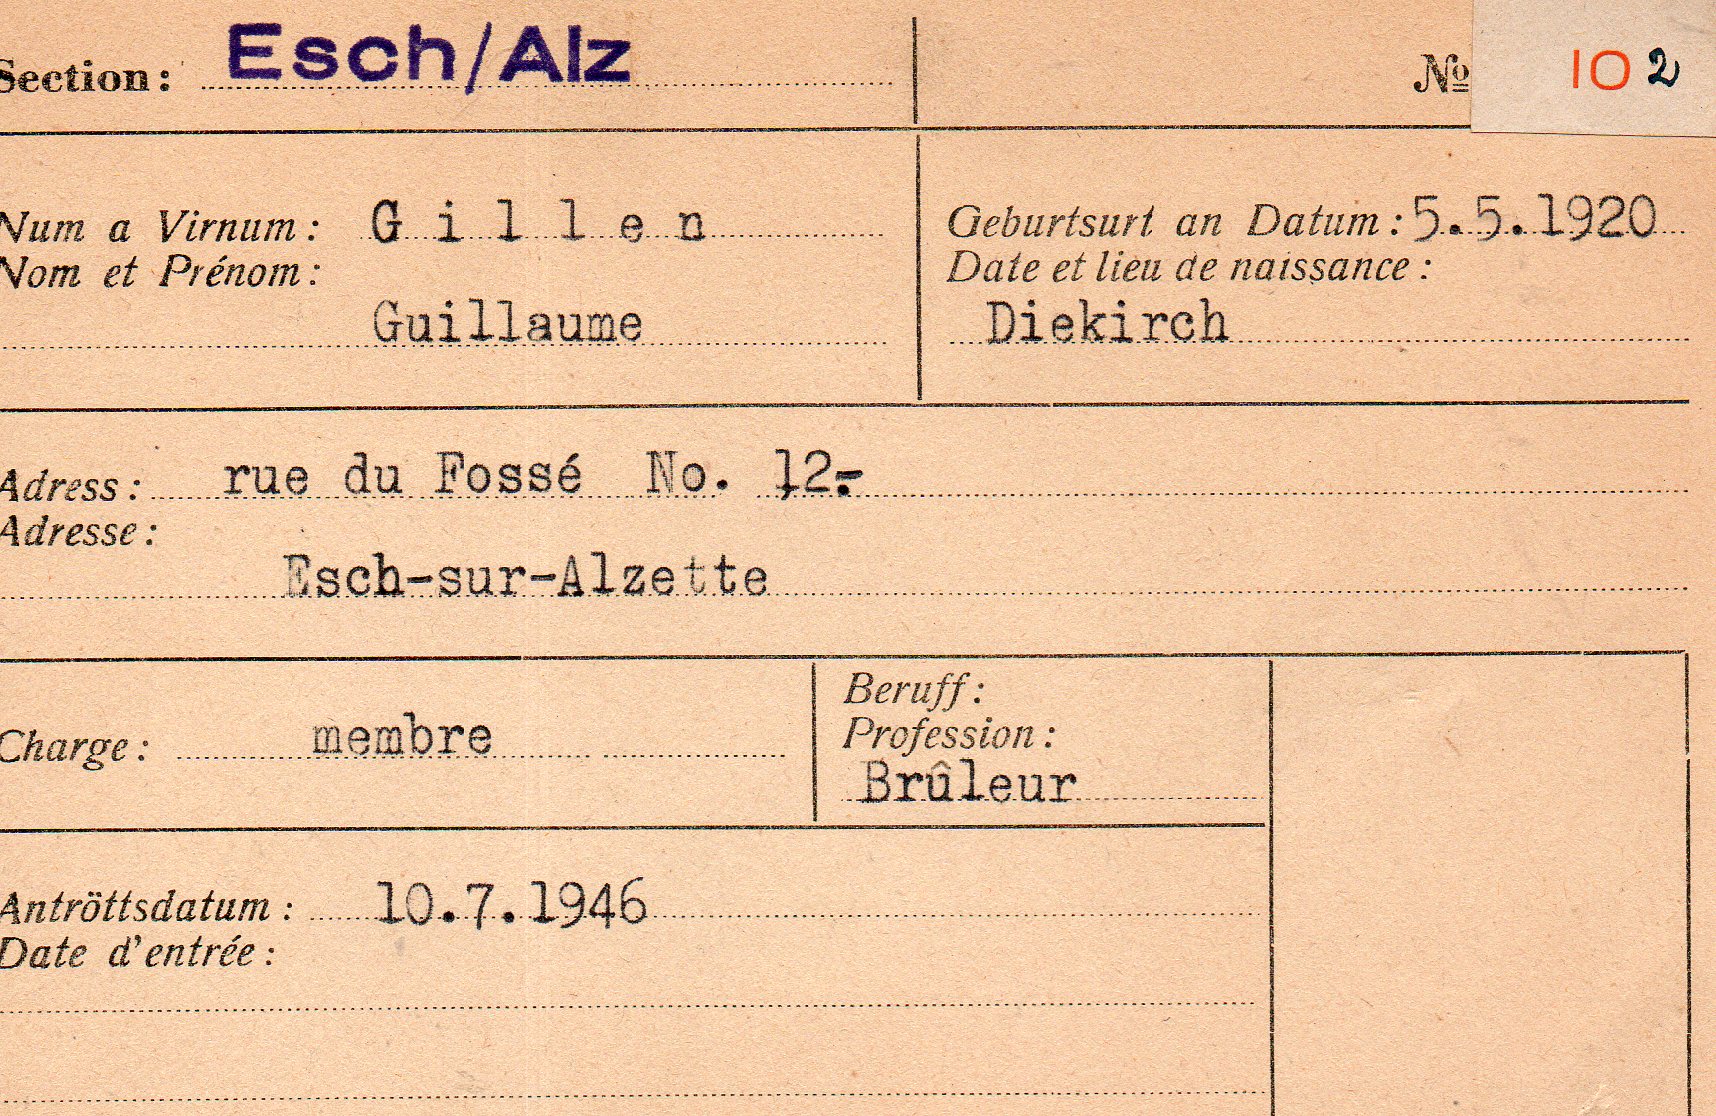 Section: Esch/Alz
№ 102
Num a Virnum: Gillen
Nom et Prénom:
Guillaume
Geburtsurt an Datum: 5.5.1920
Date et lieu de naissance:
Diekirch
Adress: rue du Fossé No. 12.-
Adresse:
Esch-sur-Alzette
Charge: membre
Beruff:
Profession:
Brûleur
Antröttsdatum: 10.7.1946
Date d'entrée: